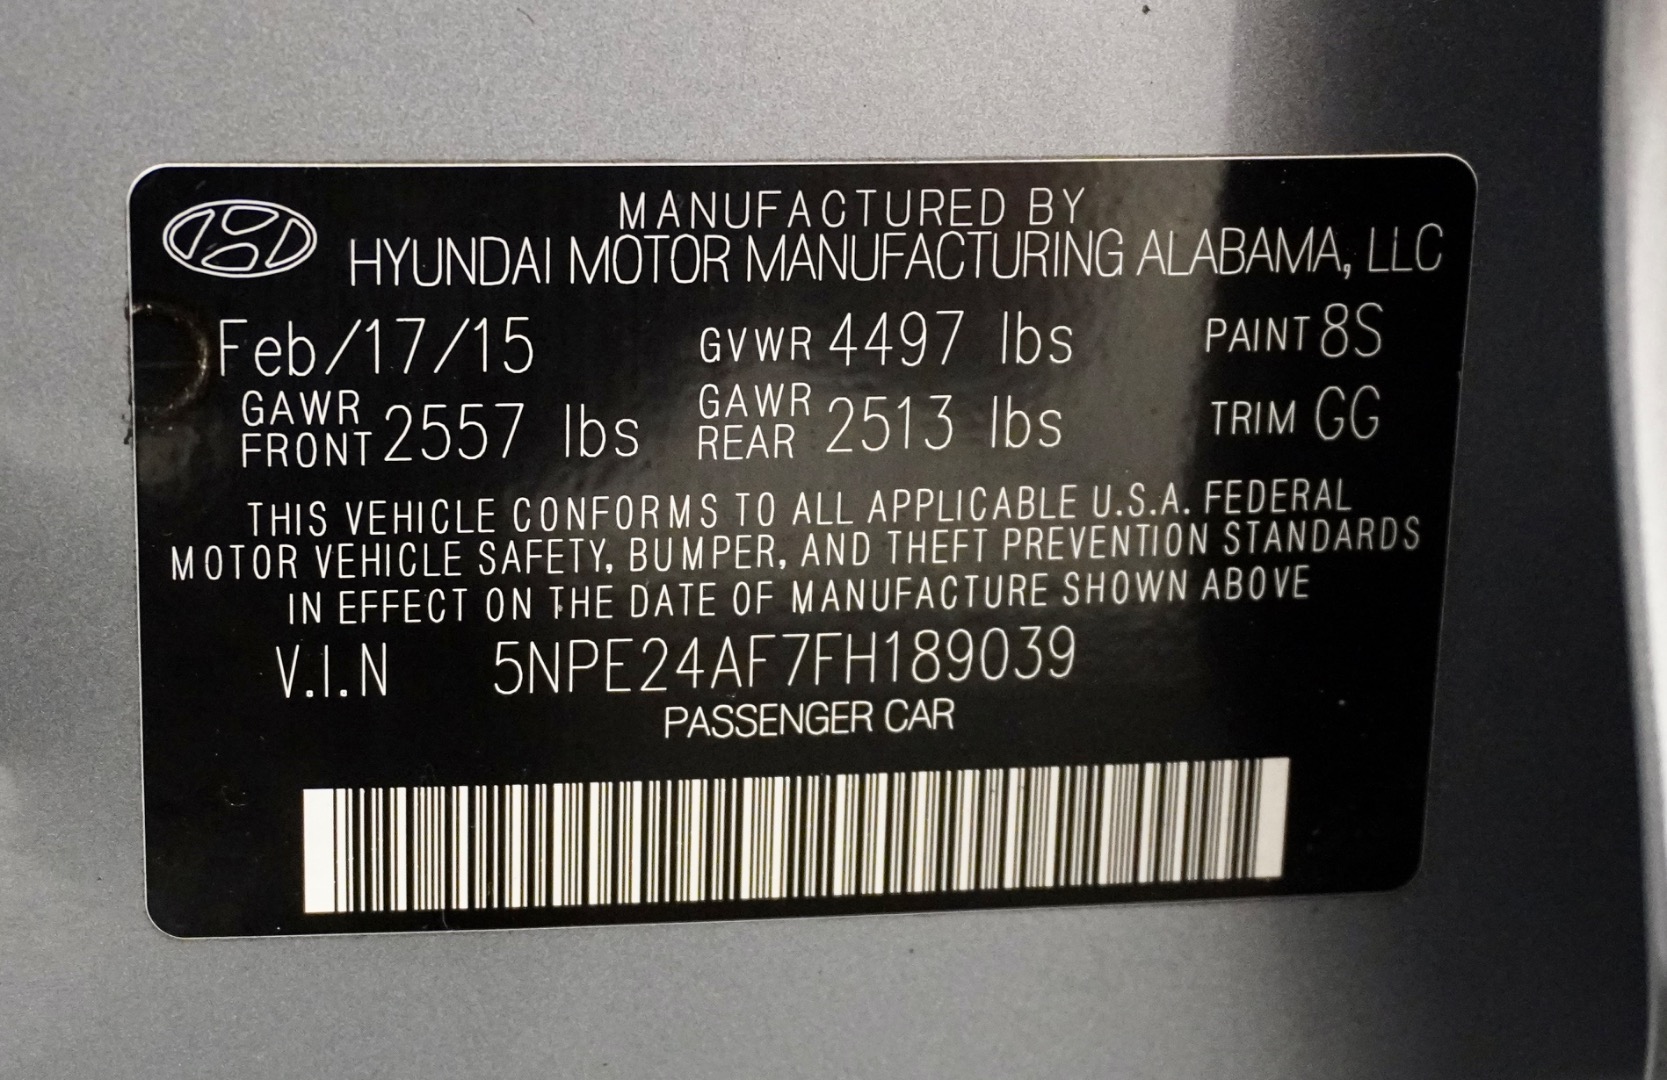 MANUFACTURED BY
HYUNDAI MOTOR MANUFACTURING ALABAMA, LLC
Feb/17/15 GVWR 4497 lbs PAINT 8S
GAWR FRONT 2557 lbs GAWR REAR 2513 lbs TRIM GG
THIS VEHICLE CONFORMS TO ALL APPLICABLE U.S.A. FEDERAL
MOTOR VEHICLE SAFETY, BUMPER, AND THEFT PREVENTION STANDARDS
IN EFFECT ON THE DATE OF MANUFACTURE SHOWN ABOVE
V.I.N 5NPE24AF7FH189039
PASSENGER CAR